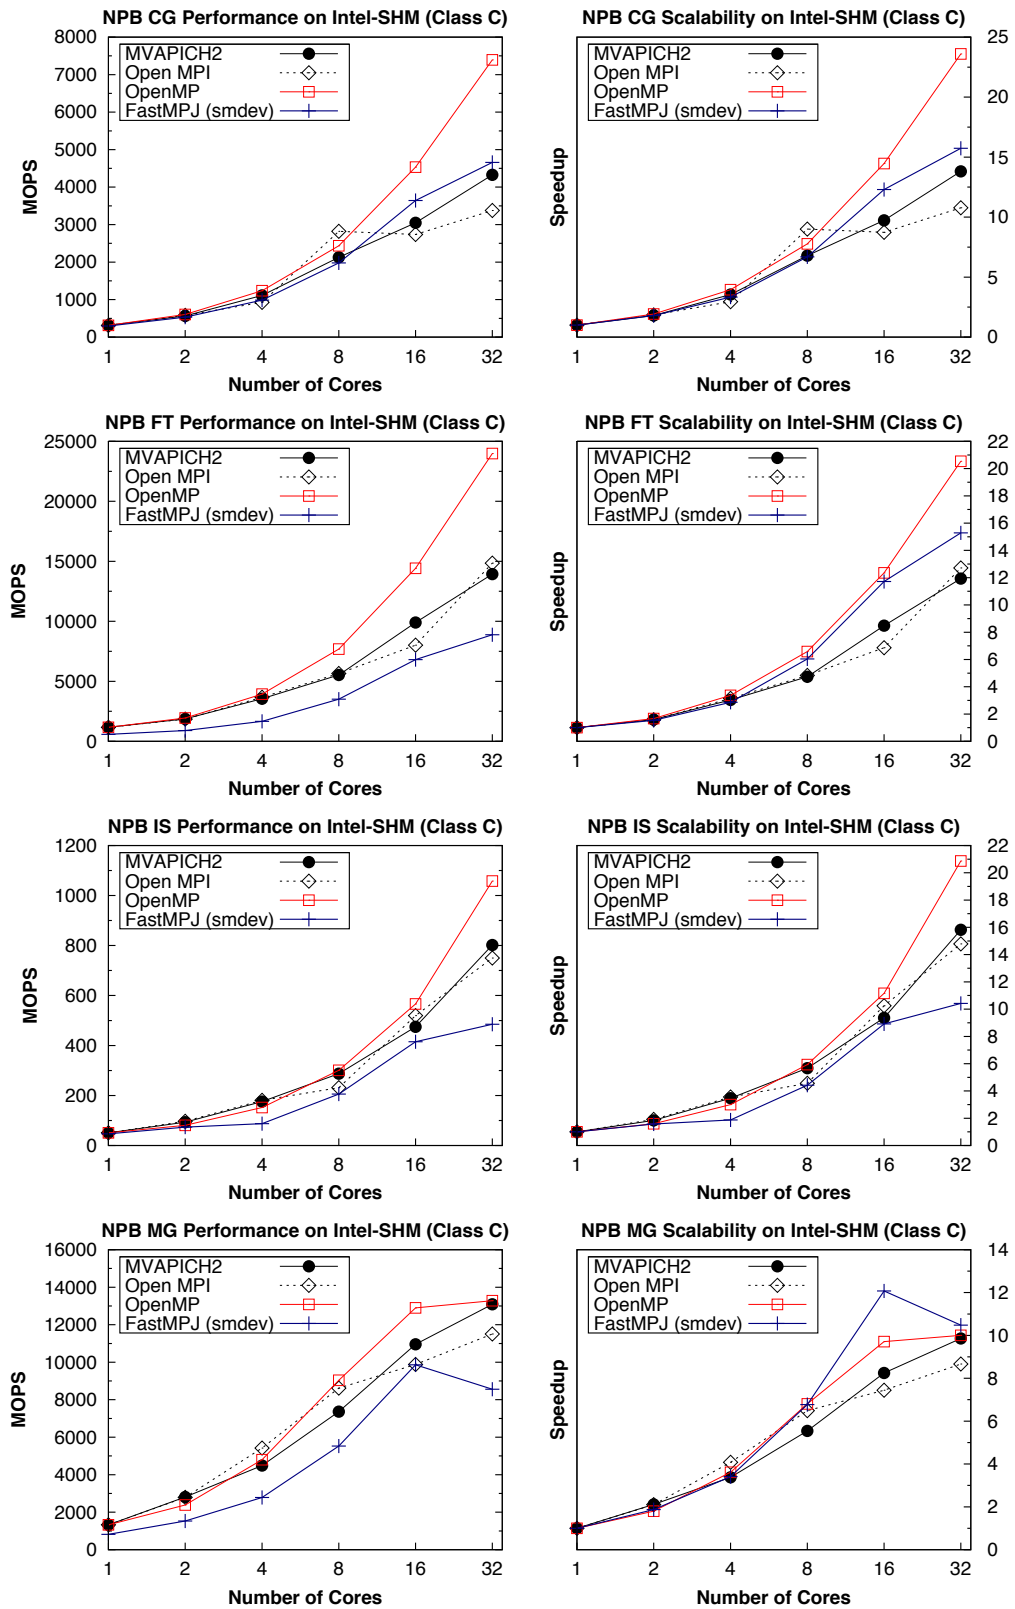 NPB CG Performance on Intel-SHM (Class C)
8000
7000
6000
5000
4000
3000
2000
1000
0
MOPS
MVAPICH2
Open MPI
OpenMP
FastMPJ (smdev)
1 2 4 8 16 32
Number of Cores
NPB CG Scalability on Intel-SHM (Class C)
25
20
15
10
5
0
Speedup
MVAPICH2
Open MPI
OpenMP
FastMPJ (smdev)
1 2 4 8 16 32
Number of Cores
NPB FT Performance on Intel-SHM (Class C)
25000
20000
15000
10000
5000
0
MOPS
MVAPICH2
Open MPI
OpenMP
FastMPJ (smdev)
1 2 4 8 16 32
Number of Cores
NPB FT Scalability on Intel-SHM (Class C)
22
20
18
16
14
12
10
8
6
4
2
0
Speedup
MVAPICH2
Open MPI
OpenMP
FastMPJ (smdev)
1 2 4 8 16 32
Number of Cores
NPB IS Performance on Intel-SHM (Class C)
1200
1000
800
600
400
200
0
MOPS
MVAPICH2
Open MPI
OpenMP
FastMPJ (smdev)
1 2 4 8 16 32
Number of Cores
NPB IS Scalability on Intel-SHM (Class C)
22
20
18
16
14
12
10
8
6
4
2
0
Speedup
MVAPICH2
Open MPI
OpenMP
FastMPJ (smdev)
1 2 4 8 16 32
Number of Cores
NPB MG Performance on Intel-SHM (Class C)
16000
14000
12000
10000
8000
6000
4000
2000
0
MOPS
MVAPICH2
Open MPI
OpenMP
FastMPJ (smdev)
1 2 4 8 16 32
Number of Cores
NPB MG Scalability on Intel-SHM (Class C)
14
12
10
8
6
4
2
0
Speedup
MVAPICH2
Open MPI
OpenMP
FastMPJ (smdev)
1 2 4 8 16 32
Number of Cores